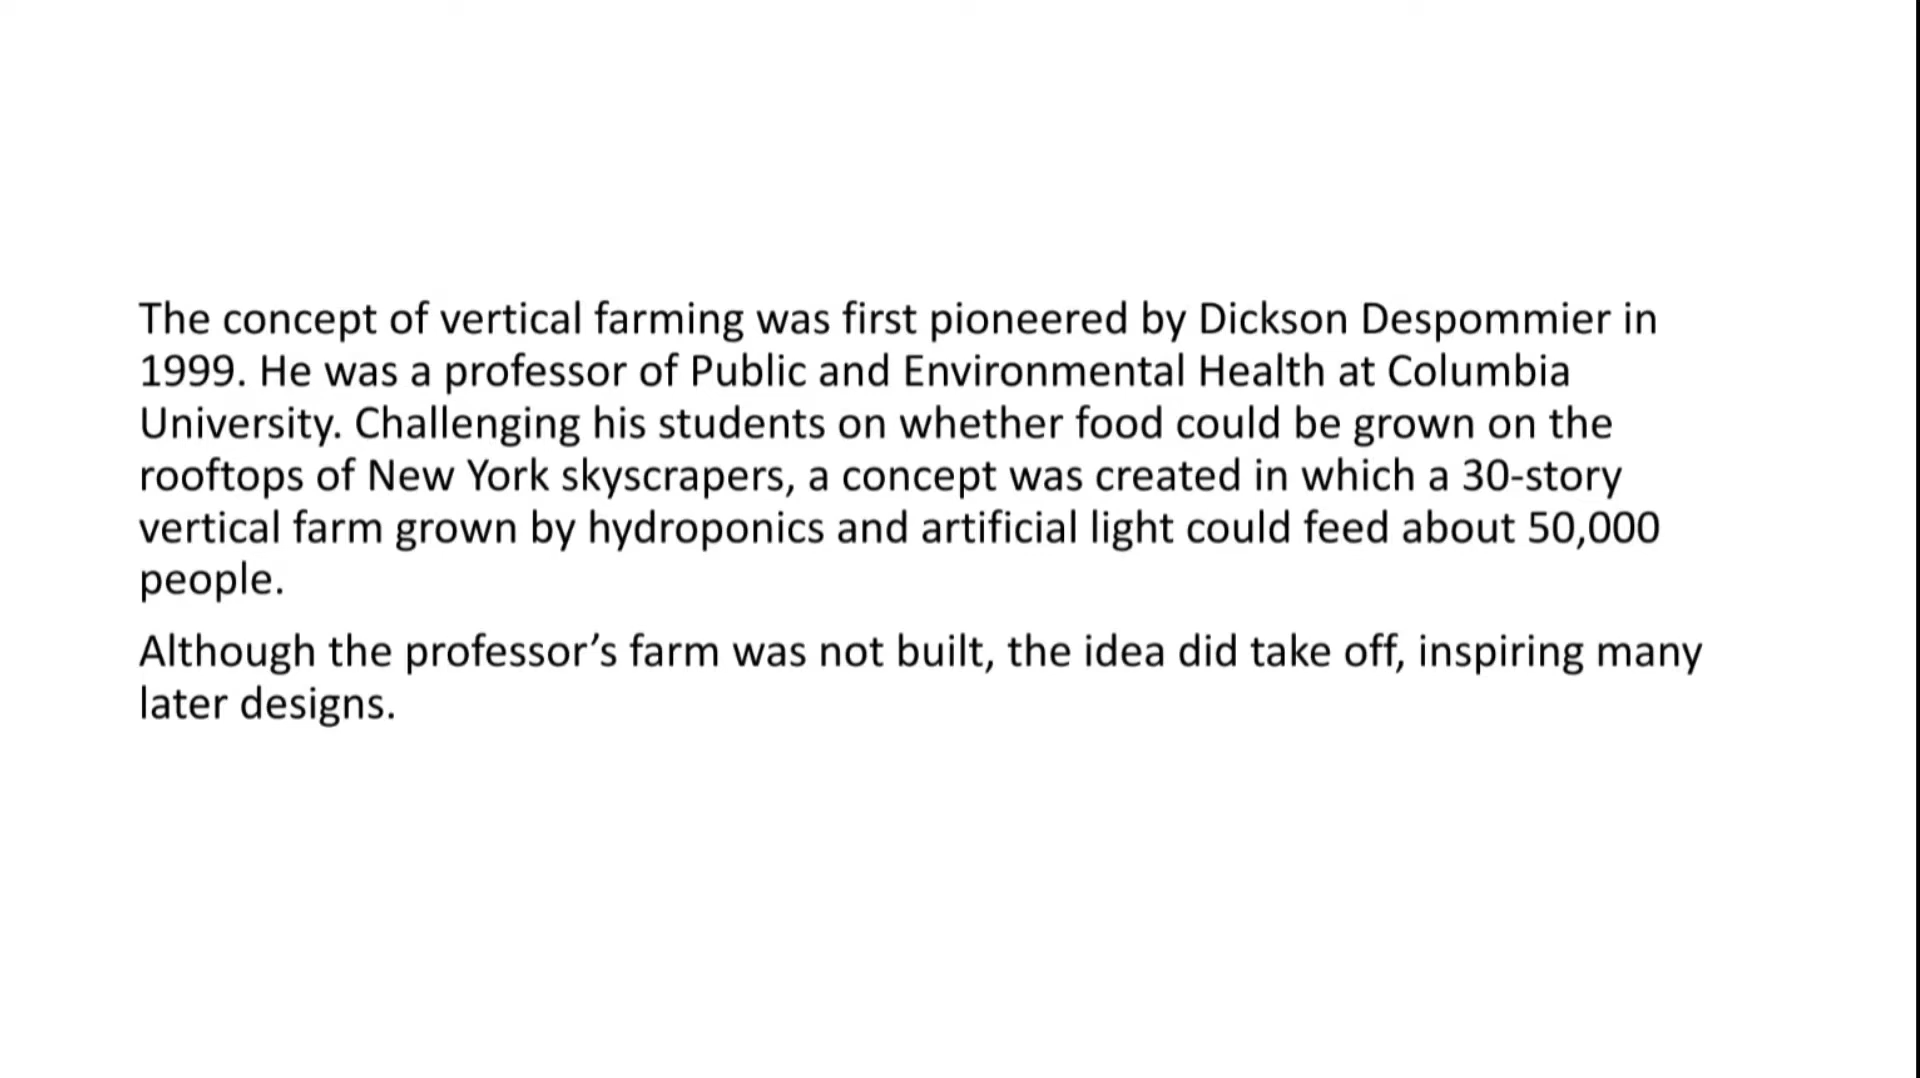 The concept of vertical farming was first pioneered by Dickson Despommier in
1999. He was a professor of Public and Environmental Health at Columbia
University. Challenging his students on whether food could be grown on the
rooftops of New York skyscrapers, a concept was created in which a 30-story
vertical farm grown by hydroponics and artificial light could feed about 50,000
people.
Although the professor’s farm was not built, the idea did take off, inspiring many
later designs.